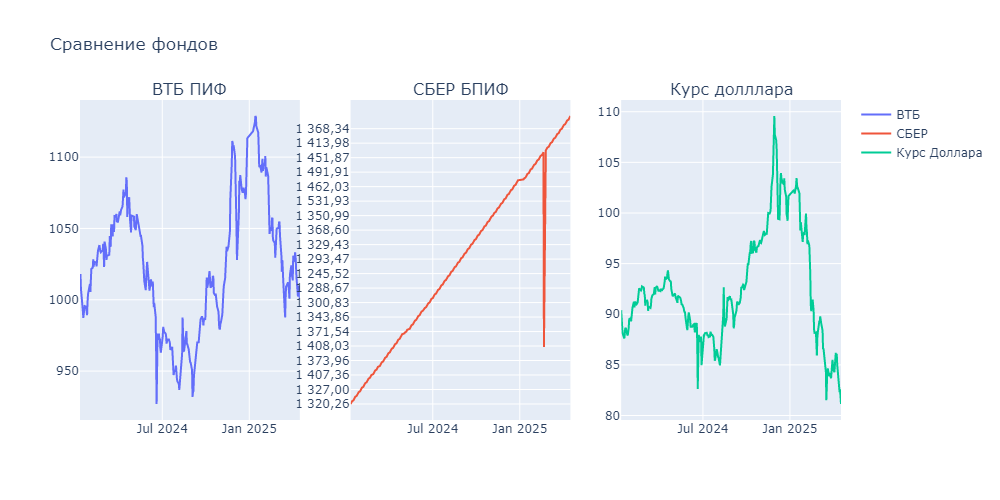 Сравнение фондов
ВТБ ПИФ
СБЕР БПИФ
Курс долллара
1100
1050
1000
950
Jul 2024
Jan 2025
1 368,34
1 413,98
1 451,87
1 491,91
1 462,03
1 531,93
1 350,99
1 368,60
1 329,43
1 293,47
1 245,52
1 288,67
1 300,83
1 343,86
1 371,54
1 408,03
1 373,96
1 407,36
1 327,00
1 320,26
Jul 2024
Jan 2025
110
105
100
95
90
85
80
Jul 2024
Jan 2025
ВТБ
СБЕР
Курс Доллара